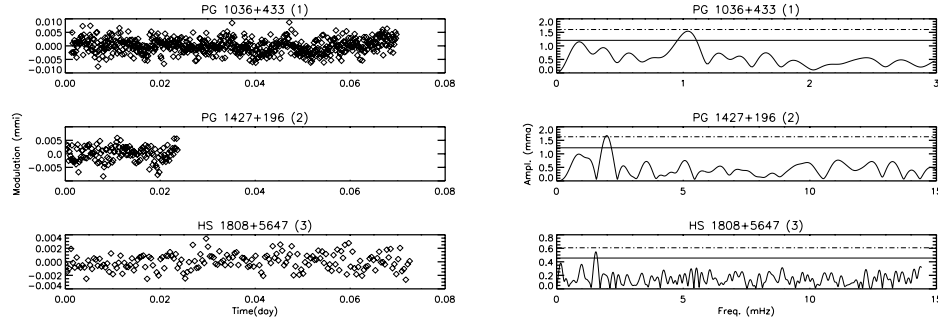 PG 1036+433 (1)
0.010
0.005
0.000
-0.005
-0.010
0.00 0.02 0.04 0.06 0.08
PG 1036+433 (1)
2.0
1.5
1.0
0.5
0.0
0 1 2 3
PG 1427+196 (2)
Modulation (mmi)
0.005
0.0
-0.005
0.00 0.02 0.04 0.06 0.08
PG 1427+196 (2)
Ampl. (mma)
2.0
1.5
1.0
0.5
0.0
0 5 10 15
HS 1808+5647 (3)
0.004
0.002
0.000
-0.002
-0.004
0.00 0.02 0.04 0.06 0.08
Time(day)
HS 1808+5647 (3)
0.8
0.6
0.4
0.2
0.0
0 5 10 15
Freq. (mHz)